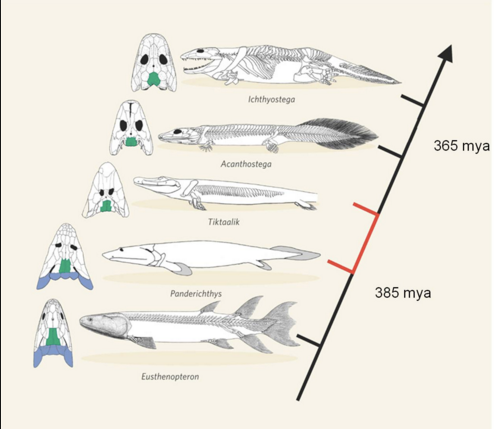 Ichthyostega
365 mya
Acanthostega
Tiktaalik
Panderichthys
385 mya
Eusthenopteron